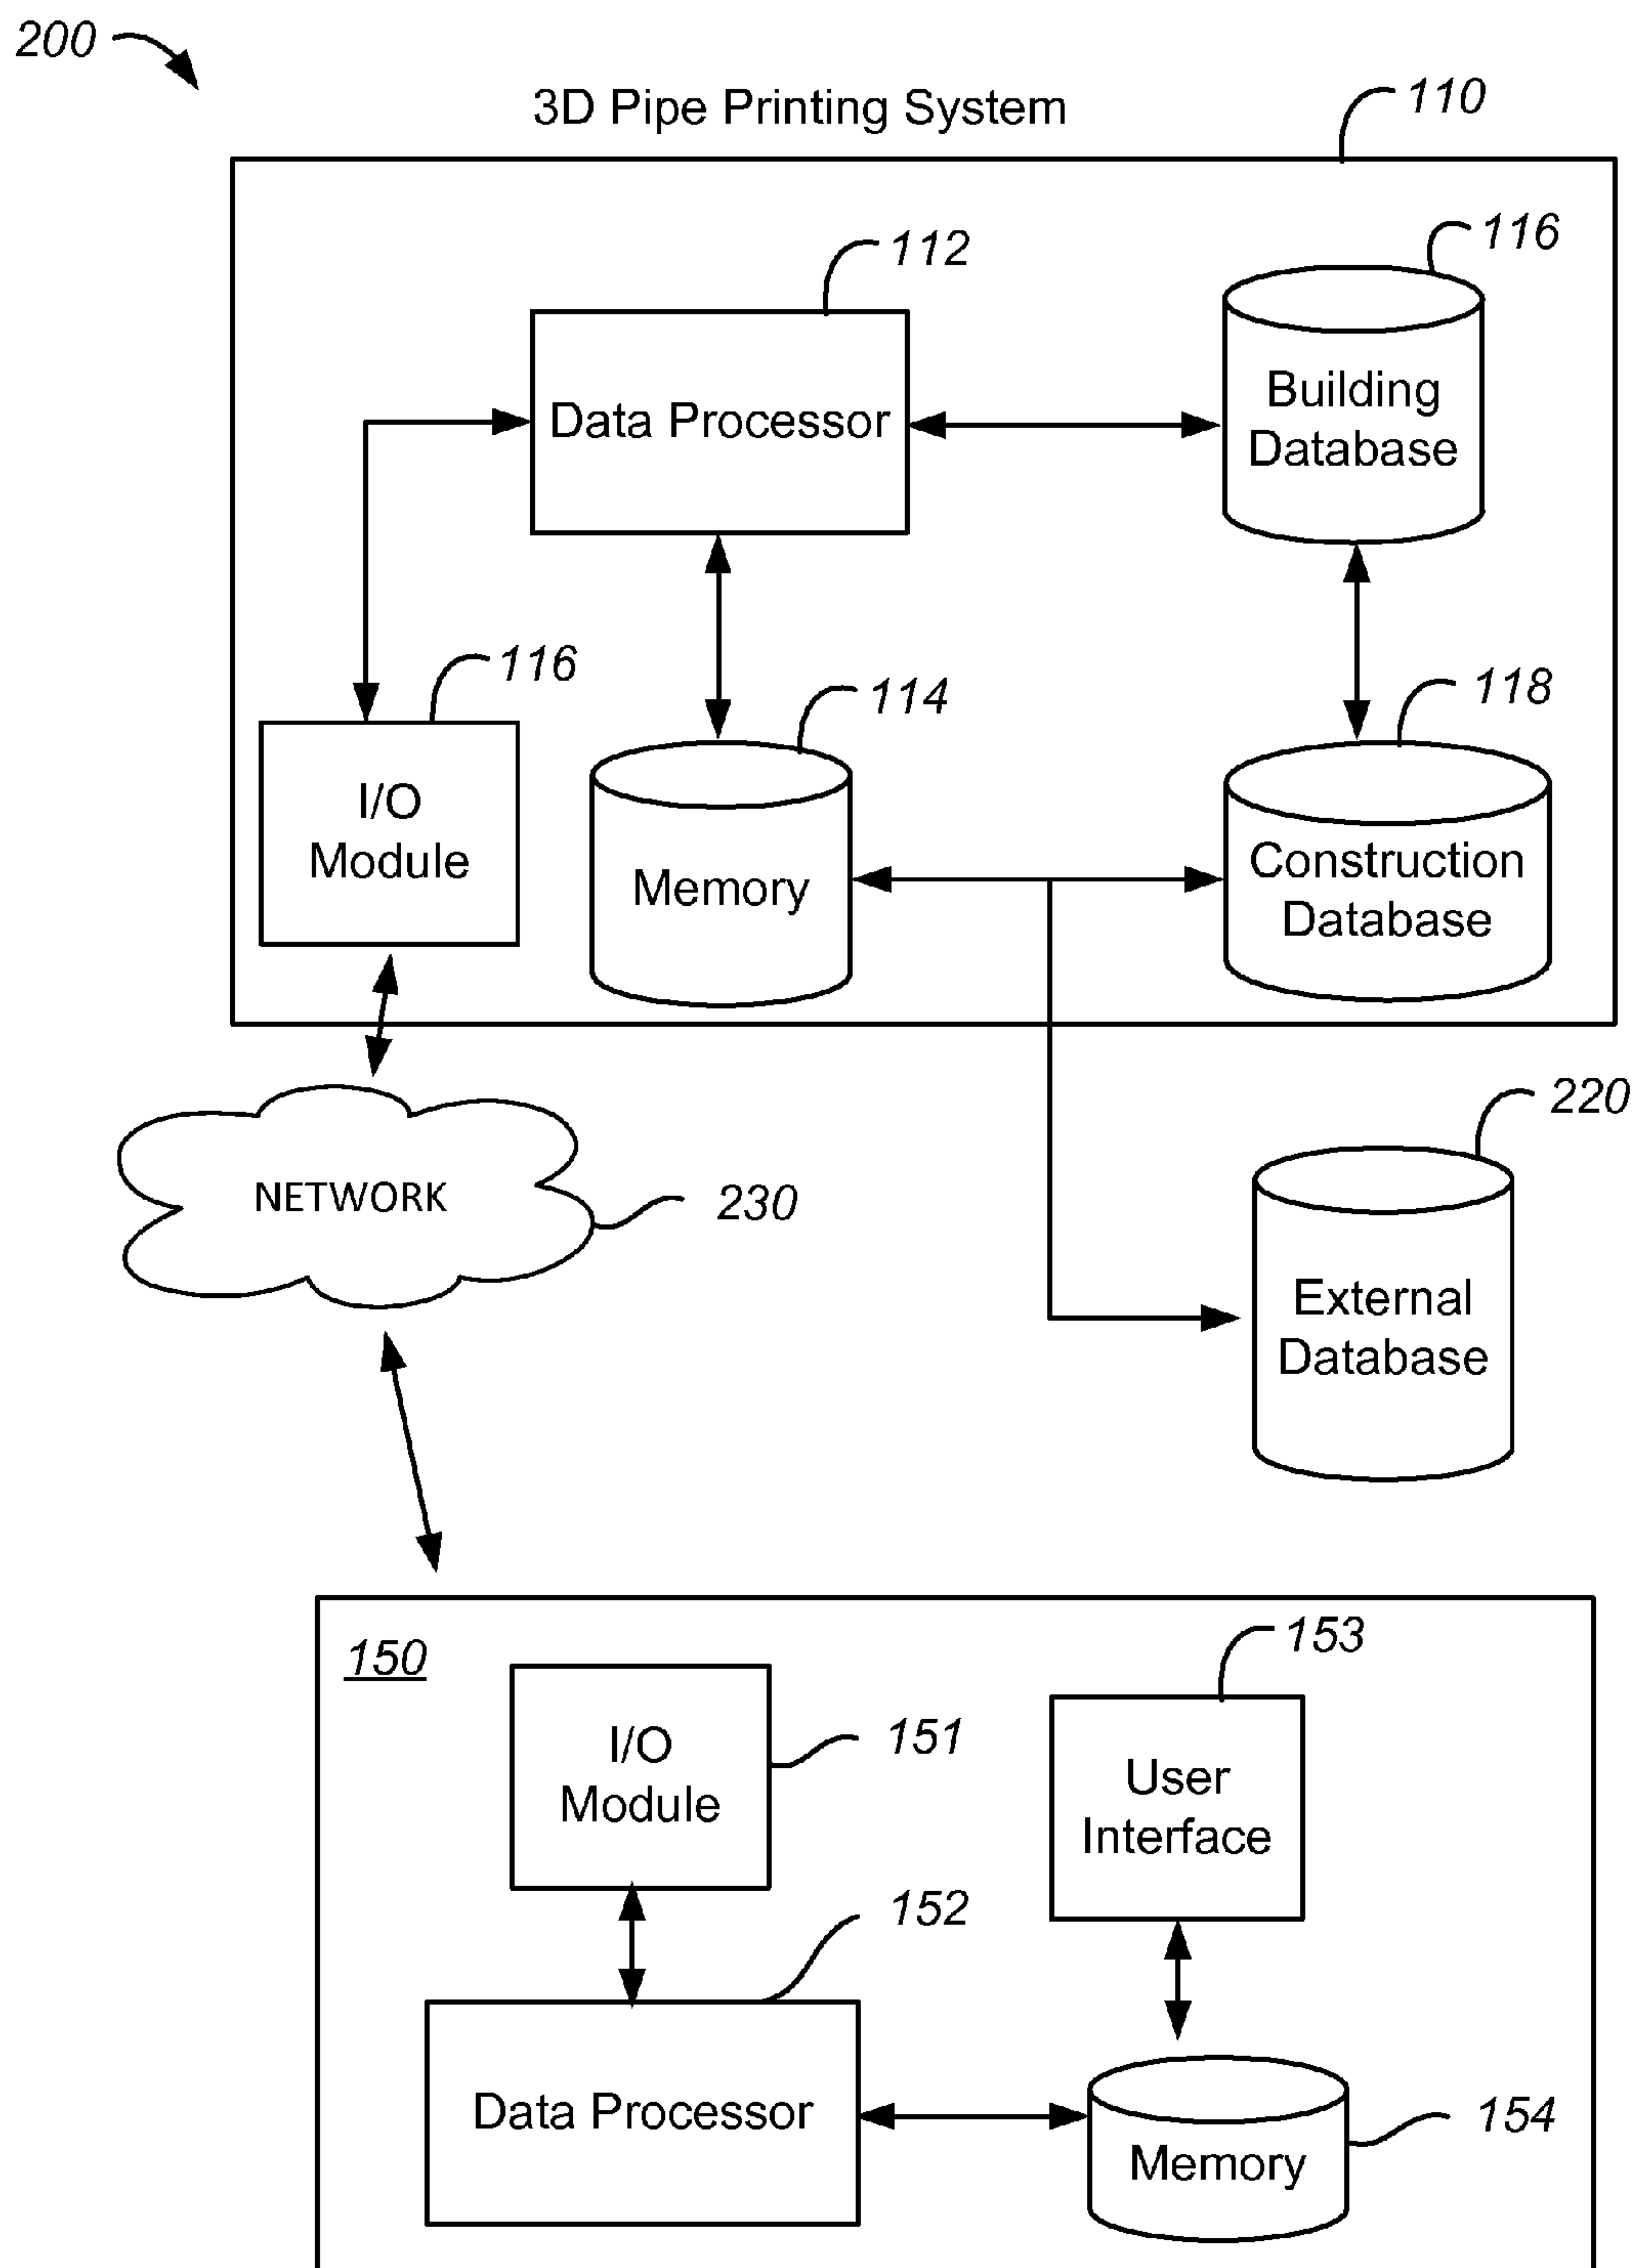 200
3D Pipe Printing System
110
112
116
Data Processor
Building
Database
116
114
118
I/O
Module
Memory
Construction
Database
220
NETWORK
230
External
Database
150
153
I/O
Module
151
User
Interface
152
Data Processor
154
Memory